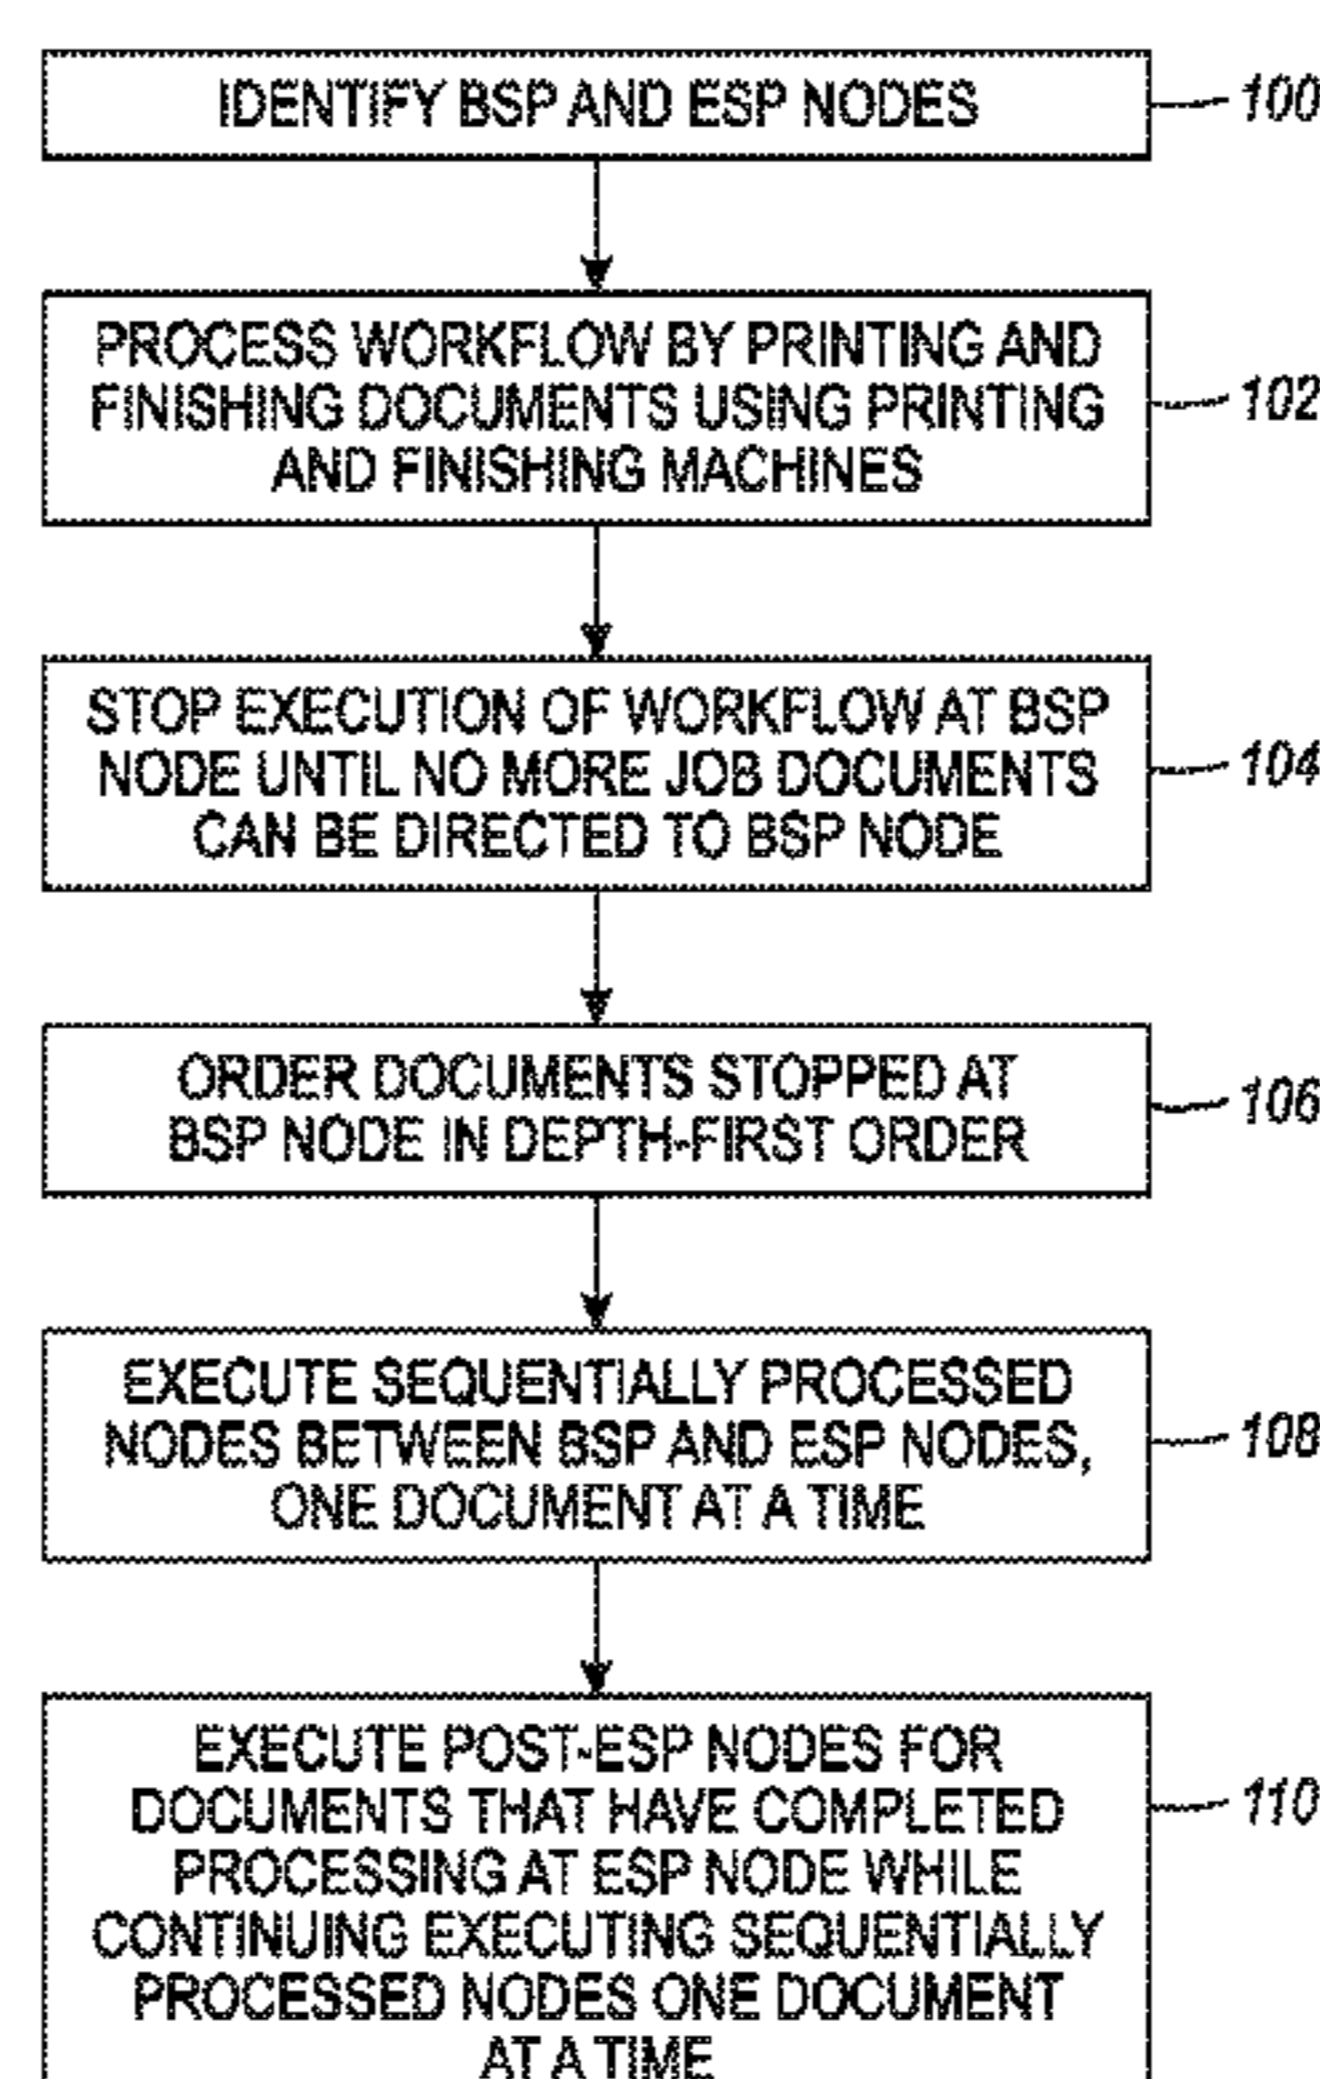 IDENTIFY BSP AND ESP NODES
100
PROCESS WORKFLOW BY PRINTING AND
FINISHING DOCUMENTS USING PRINTING
AND FINISHING MACHINES
102
STOP EXECUTION OF WORKFLOW AT BSP
NODE UNTIL NO MORE JOB DOCUMENTS
CAN BE DIRECTED TO BSP NODE
104
ORDER DOCUMENTS STOPPED AT
BSP NODE IN DEPTH-FIRST ORDER
106
EXECUTE SEQUENTIALLY PROCESSED
NODES BETWEEN BSP AND ESP NODES,
ONE DOCUMENT AT A TIME
108
EXECUTE POST-ESP NODES FOR
DOCUMENTS THAT HAVE COMPLETED
PROCESSING AT ESP NODE WHILE
CONTINUING EXECUTING SEQUENTIALLY
PROCESSED NODES ONE DOCUMENT
AT A TIME
110